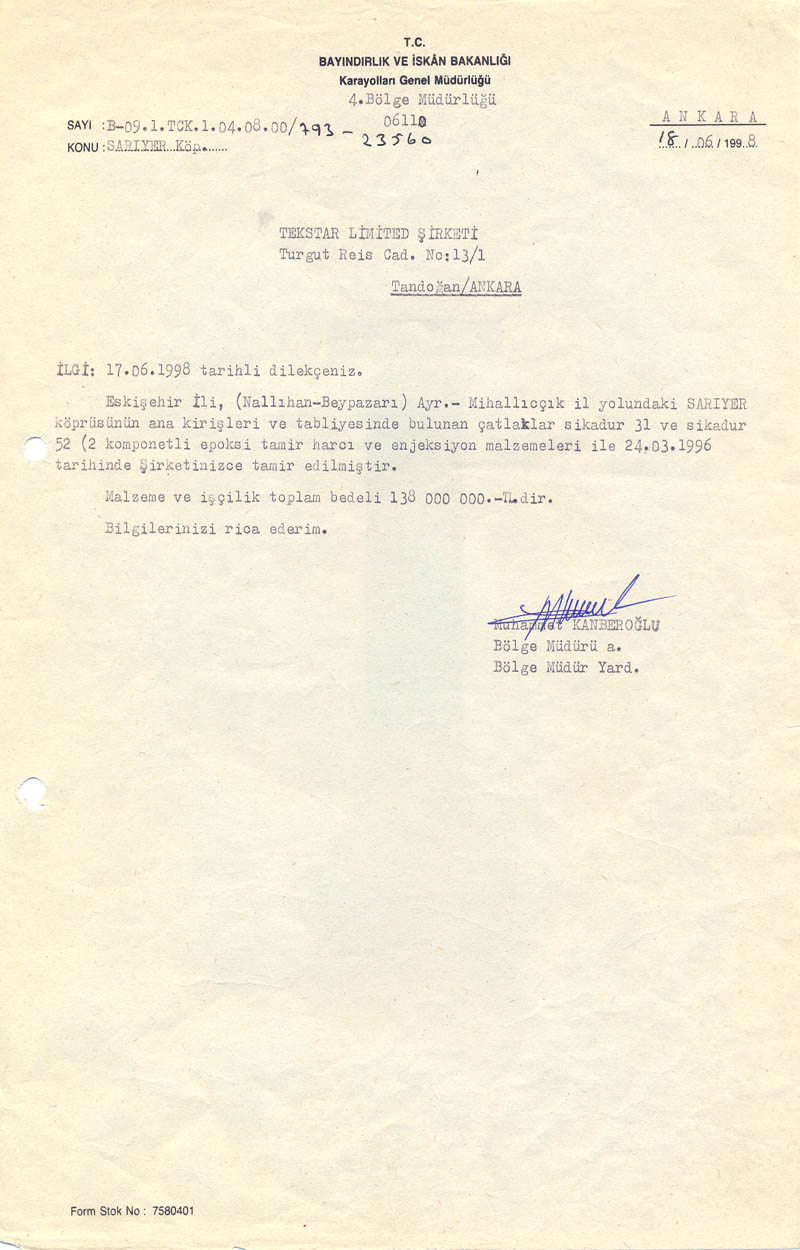 T.C.
BAYINDIRLIK VE İSKÂN BAKANLIĞI
Karayolları Genel Müdürlüğü
4.Bölge Müdürlüğü
06110
SAYI :B-09.1.TCK.1.04.08.00/793 - 23560
ANKARA
KONU :SARIYER...Köp.......
18../..06./1998.
TEKSTAR LİMİTED ŞİRKETİ
Turgut Reis Cad. No:13/1
Tandoğan/ANKARA
İLGİ: 17.06.1998 tarihli dilekçeniz.
Eskişehir İli, (Nallıhan-Beypazarı) Ayr.- Mihallıcçık il yolundaki SARIYER
köprüsünün ana kirişleri ve tabliyesinde bulunan çatlaklar sikadur 31 ve sikadur
52 (2 komponetli epoksi tamir harcı ve enjeksiyon malzemeleri ile 24.03.1996
tarihinde Şirketinizce tamir edilmiştir.
Malzeme ve işçilik toplam bedeli 138 000 000.-TL.dir.
Bilgilerinizi rica ederim.
Muhammet KANBEROĞLU
Bölge Müdürü a.
Bölge Müdür Yard.
Form Stok No : 7580401